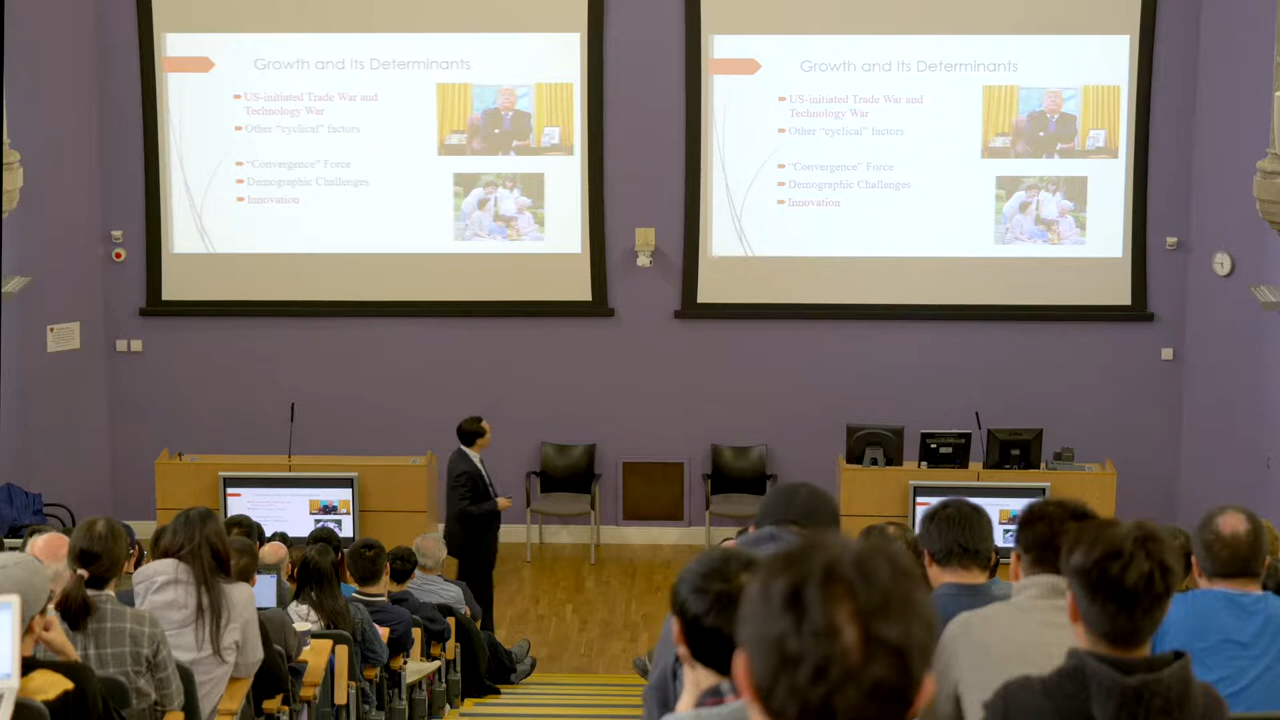 Growth and Its Determinants
US-initiated Trade War and
Technology War
Other "cyclical" factors
"Convergence" Force
Demographic Challenges
Innovation
Growth and Its Determinants
US-initiated Trade War and
Technology War
Other "cyclical" factors
"Convergence" Force
Demographic Challenges
Innovation